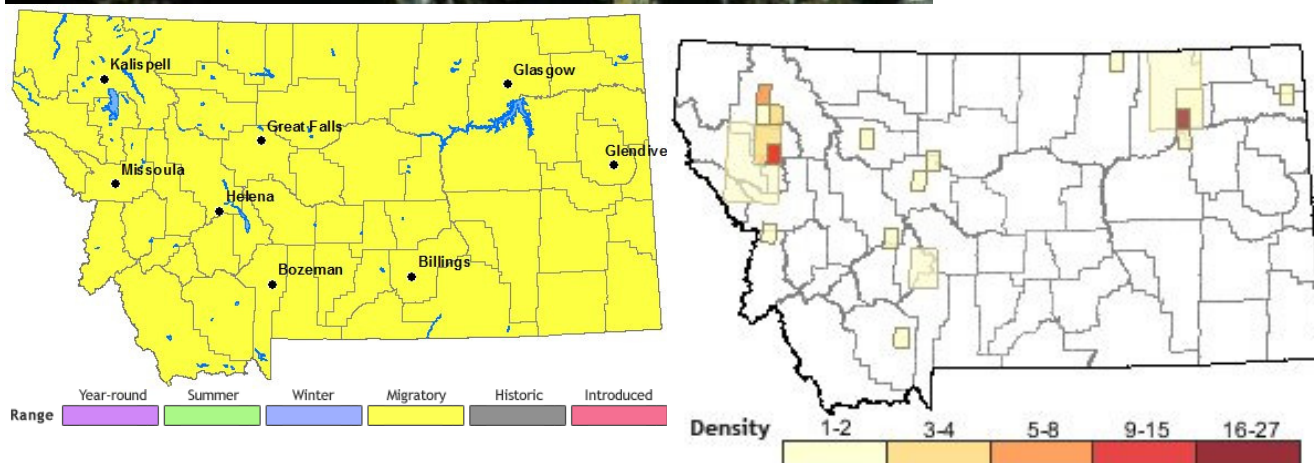 Kalispell
Glasgow
Great Falls
Glendive
Missoula
Helena
Bozeman
Billings
Range Year-round Summer Winter Migratory Historic Introduced
Density 1-2 3-4 5-8 9-15 16-27